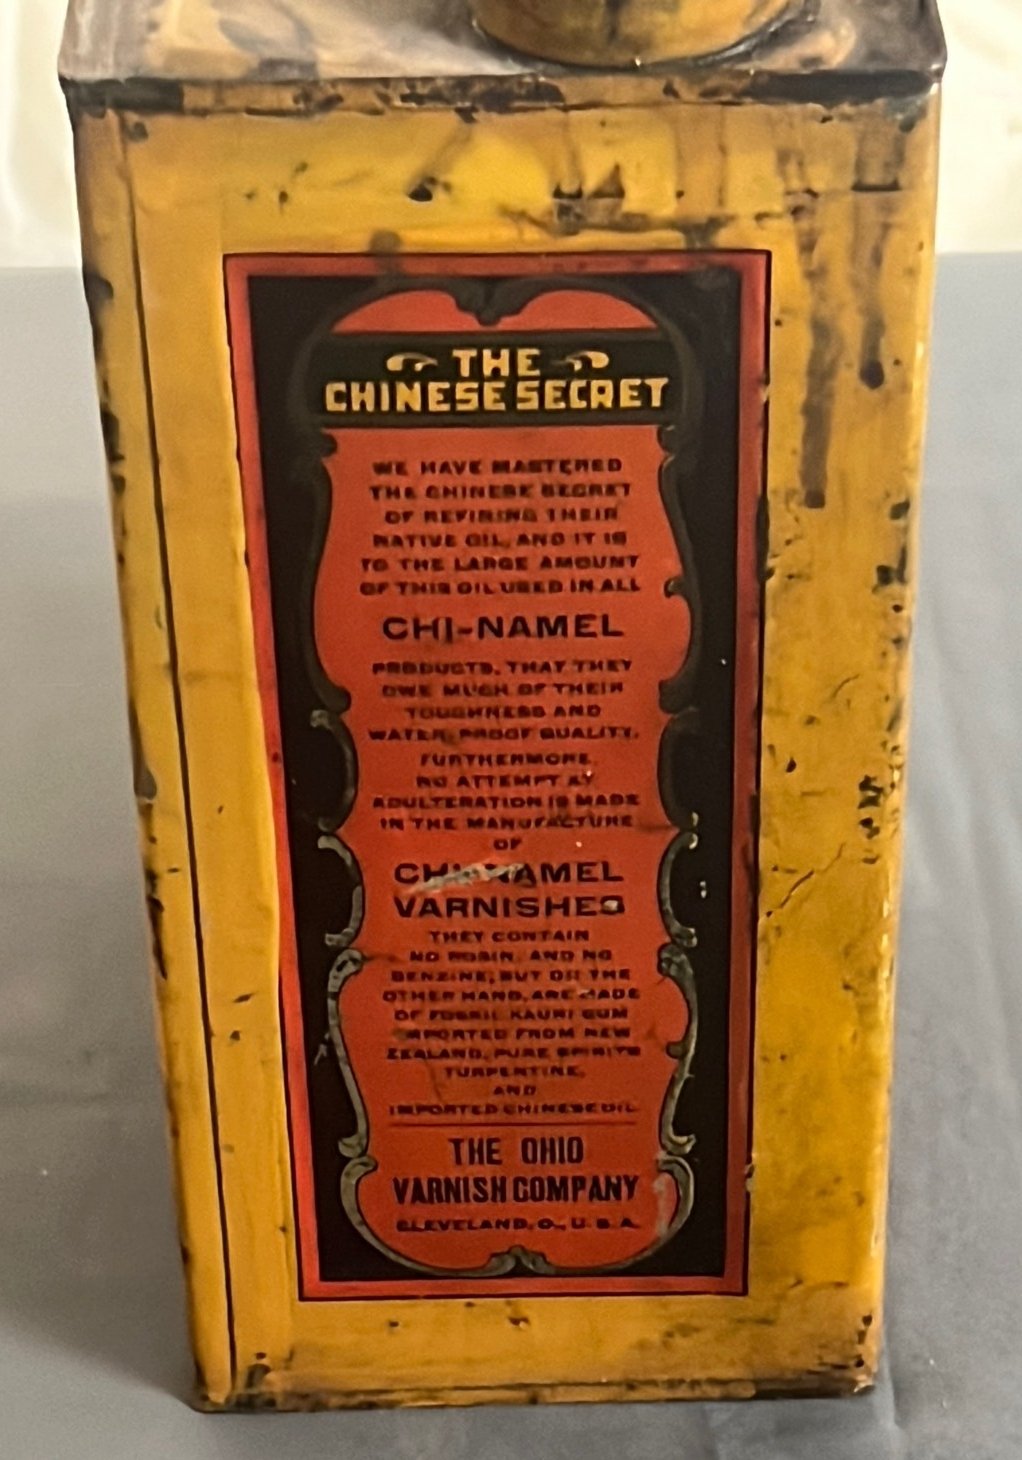 THE
CHINESE SECRET
WE HAVE MASTERED
THE CHINESE SECRET
OF REFINING THEIR
NATIVE OIL, AND IT IS
TO THE LARGE AMOUNT
OF THIS OIL USED IN ALL
CHI-NAMEL
PRODUCTS, THAT THEY
OWE MUCH OF THEIR
TOUGHNESS AND
WATER-PROOF QUALITY.
FURTHERMORE,
NO ATTEMPT AT
ADULTERATION IS MADE
IN THE MANUFACTURE
OF
CHI-NAMEL
VARNISHES
THEY CONTAIN
NO ROSIN, AND NO
BENZINE, BUT ON THE
OTHER HAND, ARE MADE
OF FOSSIL KAURI GUM
IMPORTED FROM NEW
ZEALAND, PURE SPIRITS
TURPENTINE,
AND
IMPORTED CHINESE OIL
THE OHIO
VARNISH COMPANY
CLEVELAND, O., U.S.A.